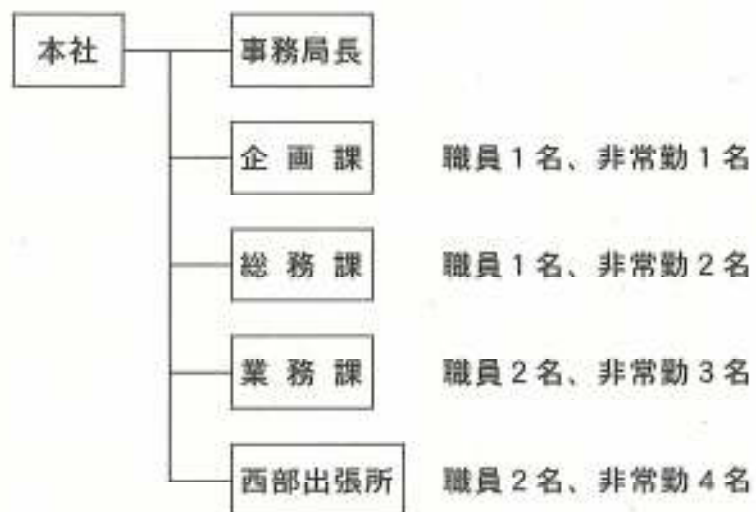 本社 事務局長
企画課 職員1名、非常勤1名
総務課 職員1名、非常勤2名
業務課 職員2名、非常勤3名
西部出張所 職員2名、非常勤4名